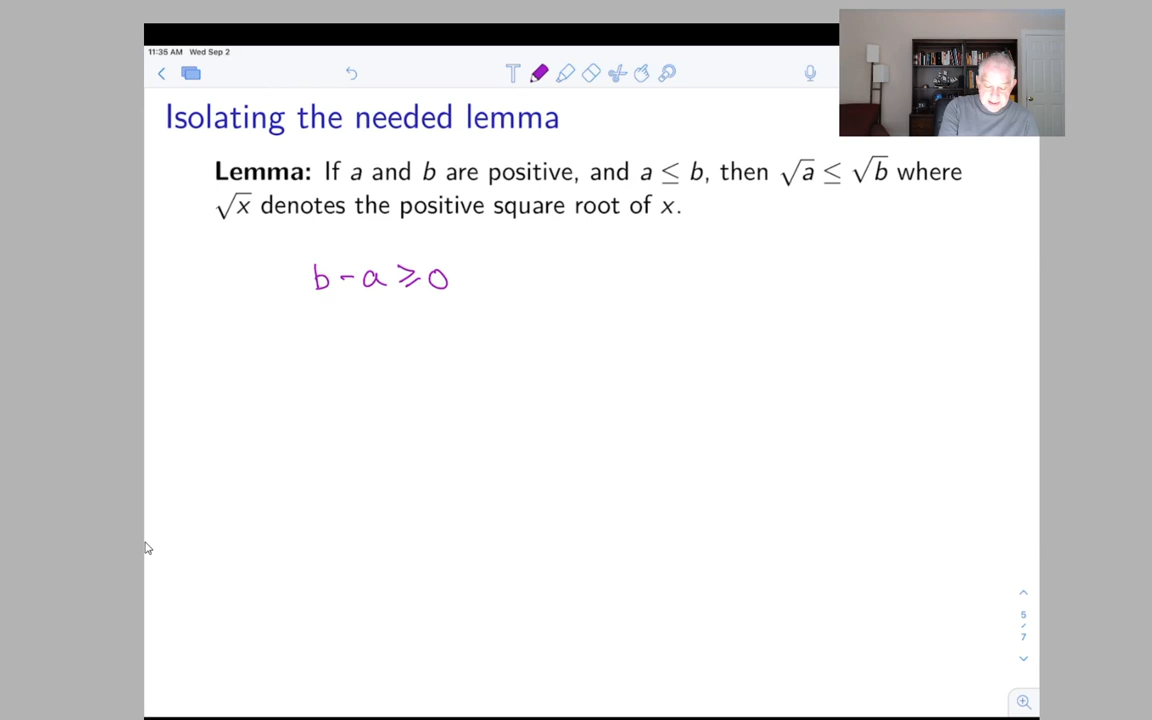 11:35 AM Wed Sep 2
T
Isolating the needed lemma
Lemma: If a and b are positive, and a ≤ b, then √a ≤ √b where
√x denotes the positive square root of x.
b - a ≥ 0
5
/
7